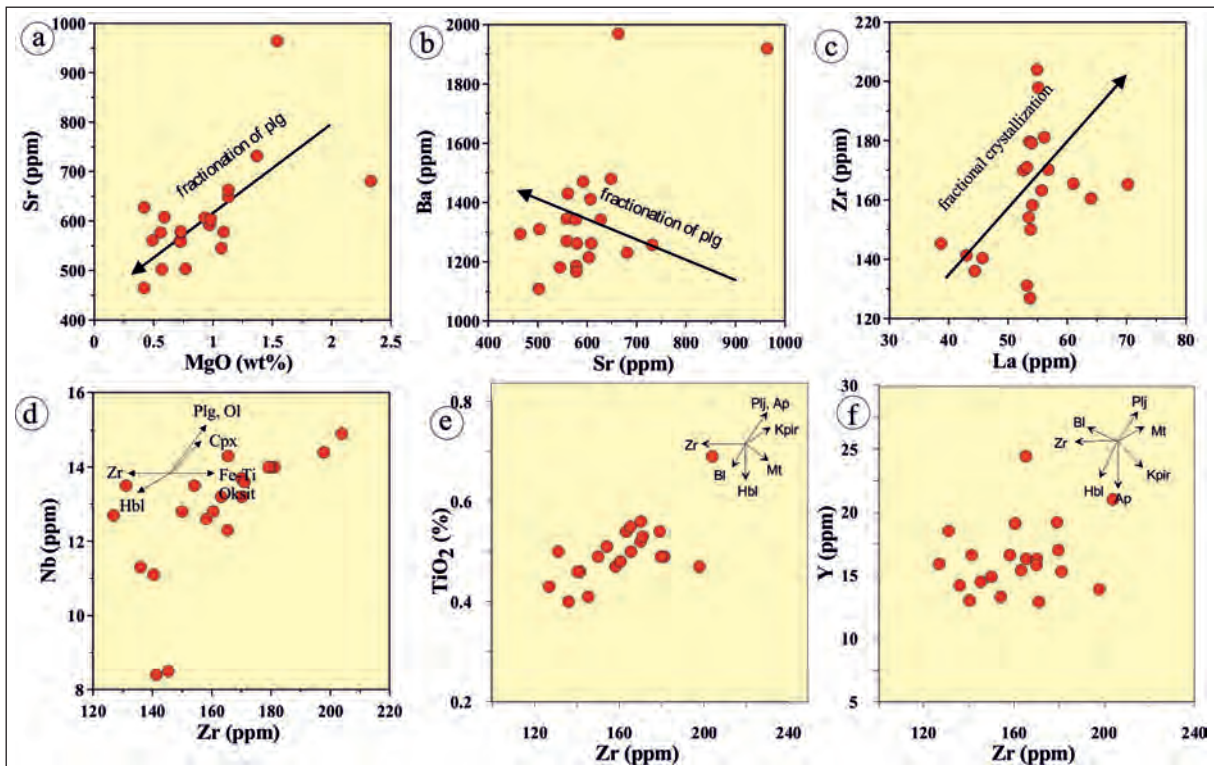 a
1000
900
800
700
600
500
400
Sr (ppm)
fractionation of plg
0
0.5
1.0
1.5
2.0
2.5
MgO (wt%)
b
2000
1800
1600
1400
1200
1000
Ba (ppm)
fractionation of plg
400
500
600
700
800
900
1000
Sr (ppm)
c
220
200
180
160
140
120
Zr (ppm)
fractional crystallization
30
40
50
60
70
80
La (ppm)
d
16
14
12
10
8
Nb (ppm)
Plg, Ol
Cpx
Zr
Fe-Ti
Oksit
Hbl
120
140
160
180
200
220
Zr (ppm)
e
0.8
0.6
0.4
0.2
TiO2 (%)
Plj, Ap
Kpir
Zr
Bl
Mt
Hbl
120
160
200
240
Zr (ppm)
f
30
25
20
15
10
5
Y (ppm)
Plj
Bl
Mt
Zr
Kpir
Hbl
Ap
120
160
200
240
Zr (ppm)